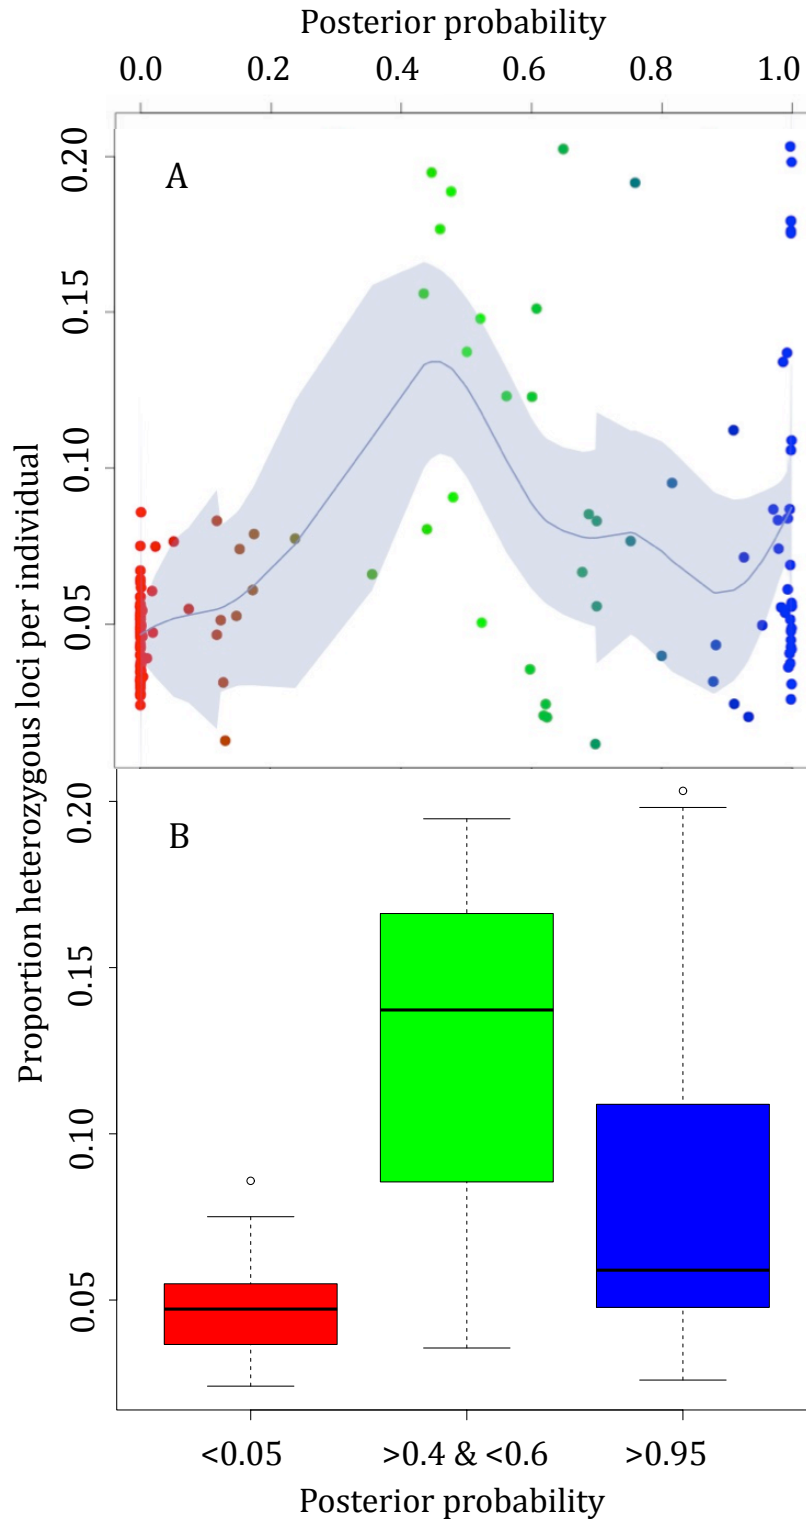 Posterior probability
0.0 0.2 0.4 0.6 0.8 1.0
A
0.20
0.15
0.10
0.05
Proportion heterozygous loci per individual
B
0.20
0.15
0.10
0.05
<0.05 >0.4 & <0.6 >0.95
Posterior probability